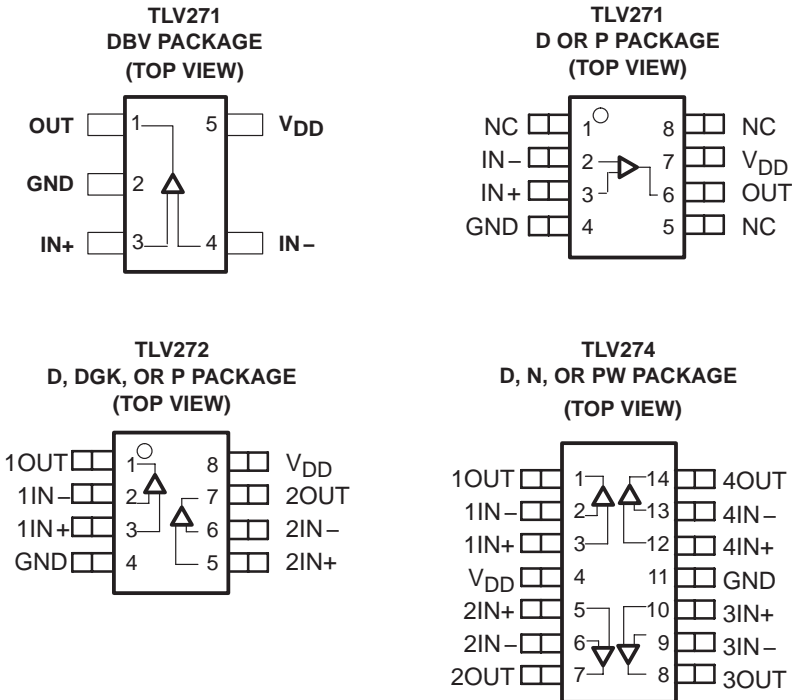 TLV271
DBV PACKAGE
(TOP VIEW)
OUT 1 5 VDD
GND 2
IN+ 3 4 IN−
TLV271
D OR P PACKAGE
(TOP VIEW)
NC 1 8 NC
IN− 2 7 VDD
IN+ 3 6 OUT
GND 4 5 NC
TLV272
D, DGK, OR P PACKAGE
(TOP VIEW)
1OUT 1 8 VDD
1IN− 2 7 2OUT
1IN+ 3 6 2IN−
GND 4 5 2IN+
TLV274
D, N, OR PW PACKAGE
(TOP VIEW)
1OUT 1 14 4OUT
1IN− 2 13 4IN−
1IN+ 3 12 4IN+
VDD 4 11 GND
2IN+ 5 10 3IN+
2IN− 6 9 3IN−
2OUT 7 8 3OUT